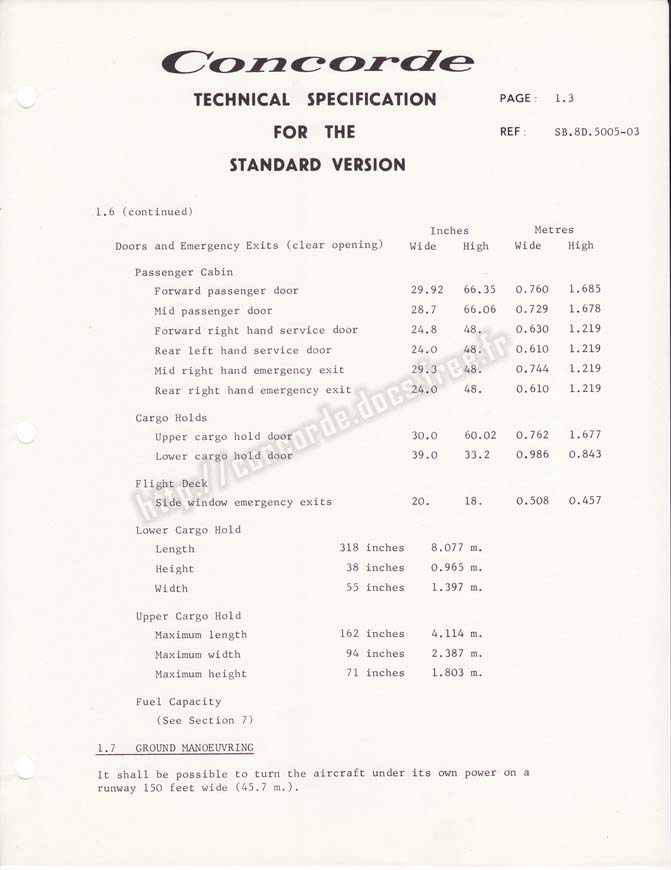 Concorde
TECHNICAL SPECIFICATION PAGE: 1.3
FOR THE REF: SB.8D.5005-03
STANDARD VERSION
1.6 (continued)
Inches Metres
Doors and Emergency Exits (clear opening) Wide High Wide High
Passenger Cabin
Forward passenger door 29.92 66.35 0.760 1.685
Mid passenger door 28.7 66.06 0.729 1.678
Forward right hand service door 24.8 48. 0.630 1.219
Rear left hand service door 24.0 48. 0.610 1.219
Mid right hand emergency exit 29.3 48. 0.744 1.219
Rear right hand emergency exit 24.0 48. 0.610 1.219
Cargo Holds
Upper cargo hold door 30.0 60.02 0.762 1.677
Lower cargo hold door 39.0 33.2 0.986 0.843
Flight Deck
Side window emergency exits 20. 18. 0.508 0.457
Lower Cargo Hold
Length 318 inches 8.077 m.
Height 38 inches 0.965 m.
Width 55 inches 1.397 m.
Upper Cargo Hold
Maximum length 162 inches 4.114 m.
Maximum width 94 inches 2.387 m.
Maximum height 71 inches 1.803 m.
Fuel Capacity
(See Section 7)
1.7 GROUND MANOEUVRING
It shall be possible to turn the aircraft under its own power on a
runway 150 feet wide (45.7 m.).
http://concorde.docsfree.fr